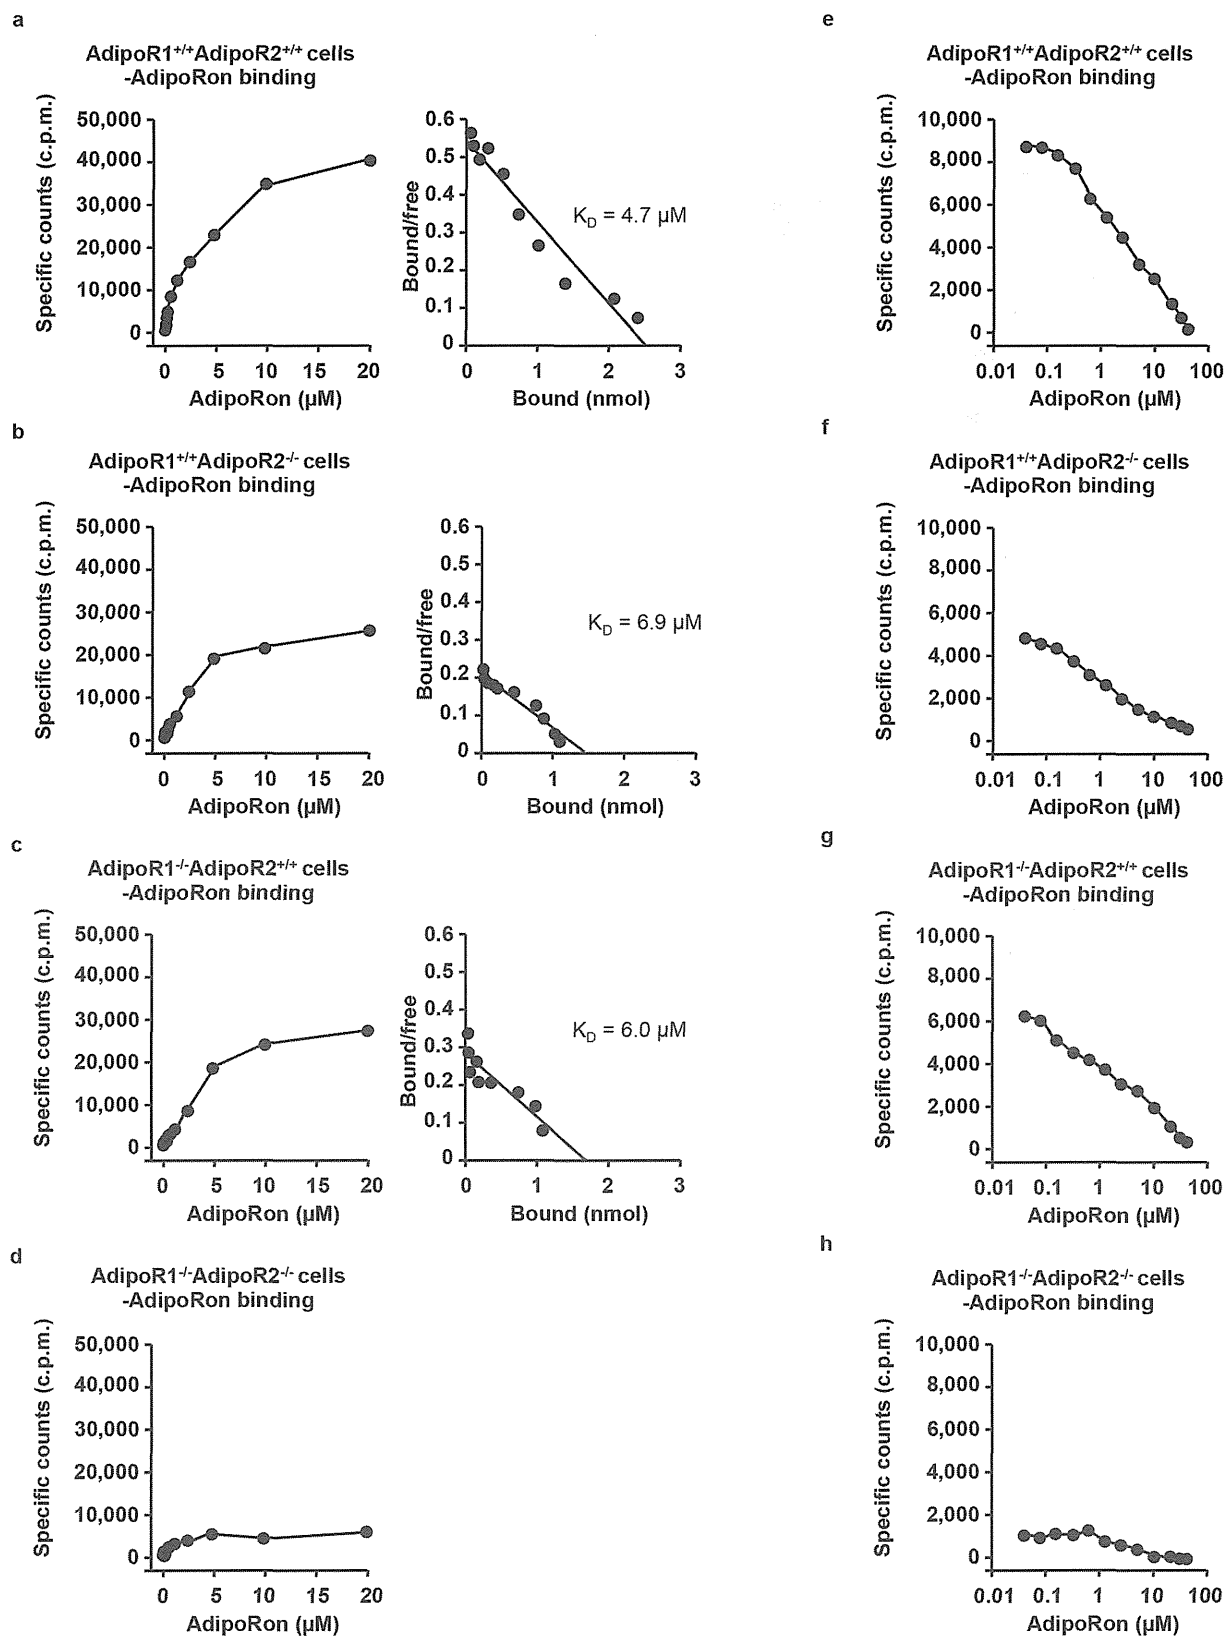 a
AdipoR1+/+AdipoR2+/+ cells
-AdipoRon binding
Specific counts (c.p.m.)
50,000
40,000
30,000
20,000
10,000
0
0 5 10 15 20
AdipoRon (µM)
Bound/free
0.6
0.5
0.4
0.3
0.2
0.1
0
KD = 4.7 µM
0 1 2 3
Bound (nmol)
e
AdipoR1+/+AdipoR2+/+ cells
-AdipoRon binding
Specific counts (c.p.m.)
10,000
8,000
6,000
4,000
2,000
0
0.01 0.1 1 10 100
AdipoRon (µM)
b
AdipoR1+/+AdipoR2-/- cells
-AdipoRon binding
Specific counts (c.p.m.)
50,000
40,000
30,000
20,000
10,000
0
0 5 10 15 20
AdipoRon (µM)
Bound/free
0.6
0.5
0.4
0.3
0.2
0.1
0
KD = 6.9 µM
0 1 2 3
Bound (nmol)
f
AdipoR1+/+AdipoR2-/- cells
-AdipoRon binding
Specific counts (c.p.m.)
10,000
8,000
6,000
4,000
2,000
0
0.01 0.1 1 10 100
AdipoRon (µM)
c
AdipoR1-/-AdipoR2+/+ cells
-AdipoRon binding
Specific counts (c.p.m.)
50,000
40,000
30,000
20,000
10,000
0
0 5 10 15 20
AdipoRon (µM)
Bound/free
0.6
0.5
0.4
0.3
0.2
0.1
0
KD = 6.0 µM
0 1 2 3
Bound (nmol)
g
AdipoR1-/-AdipoR2+/+ cells
-AdipoRon binding
Specific counts (c.p.m.)
10,000
8,000
6,000
4,000
2,000
0
0.01 0.1 1 10 100
AdipoRon (µM)
d
AdipoR1-/-AdipoR2-/- cells
-AdipoRon binding
Specific counts (c.p.m.)
50,000
40,000
30,000
20,000
10,000
0
0 5 10 15 20
AdipoRon (µM)
h
AdipoR1-/-AdipoR2-/- cells
-AdipoRon binding
Specific counts (c.p.m.)
10,000
8,000
6,000
4,000
2,000
0
0.01 0.1 1 10 100
AdipoRon (µM)